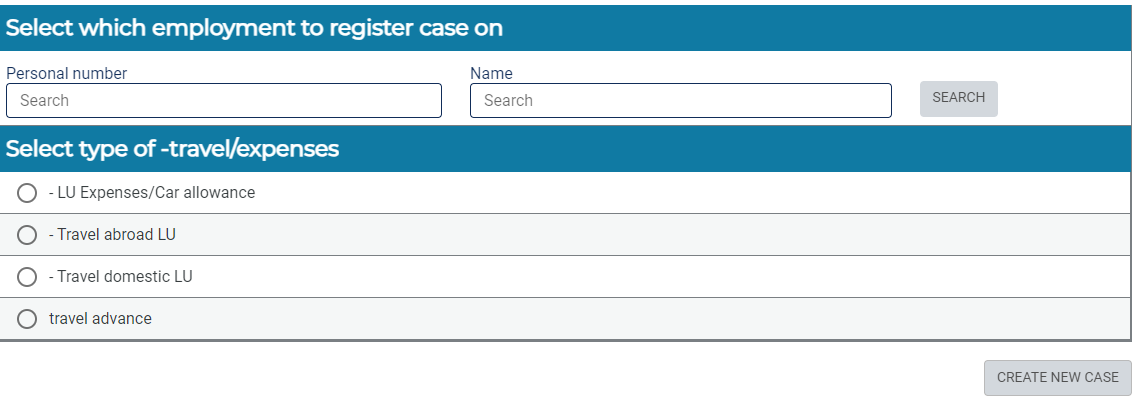 Select which employment to register case on
Personal number
Name
Search
Search
SEARCH
Select type of -travel/expenses
- LU Expenses/Car allowance
- Travel abroad LU
- Travel domestic LU
travel advance
CREATE NEW CASE